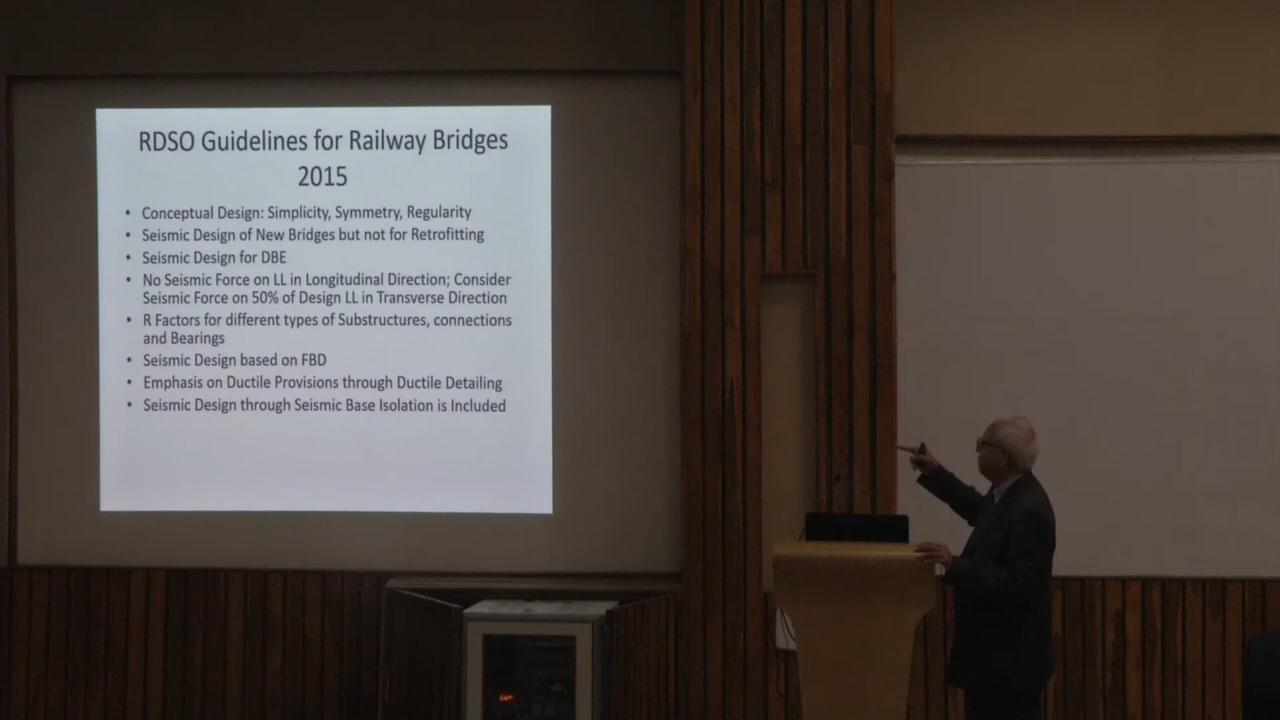 RDSO Guidelines for Railway Bridges
2015
• Conceptual Design: Simplicity, Symmetry, Regularity
• Seismic Design of New Bridges but not for Retrofitting
• Seismic Design for DBE
• No Seismic Force on LL in Longitudinal Direction; Consider
Seismic Force on 50% of Design LL in Transverse Direction
• R Factors for different types of Substructures, connections
and Bearings
• Seismic Design based on FBD
• Emphasis on Ductile Provisions through Ductile Detailing
• Seismic Design through Seismic Base Isolation is Included